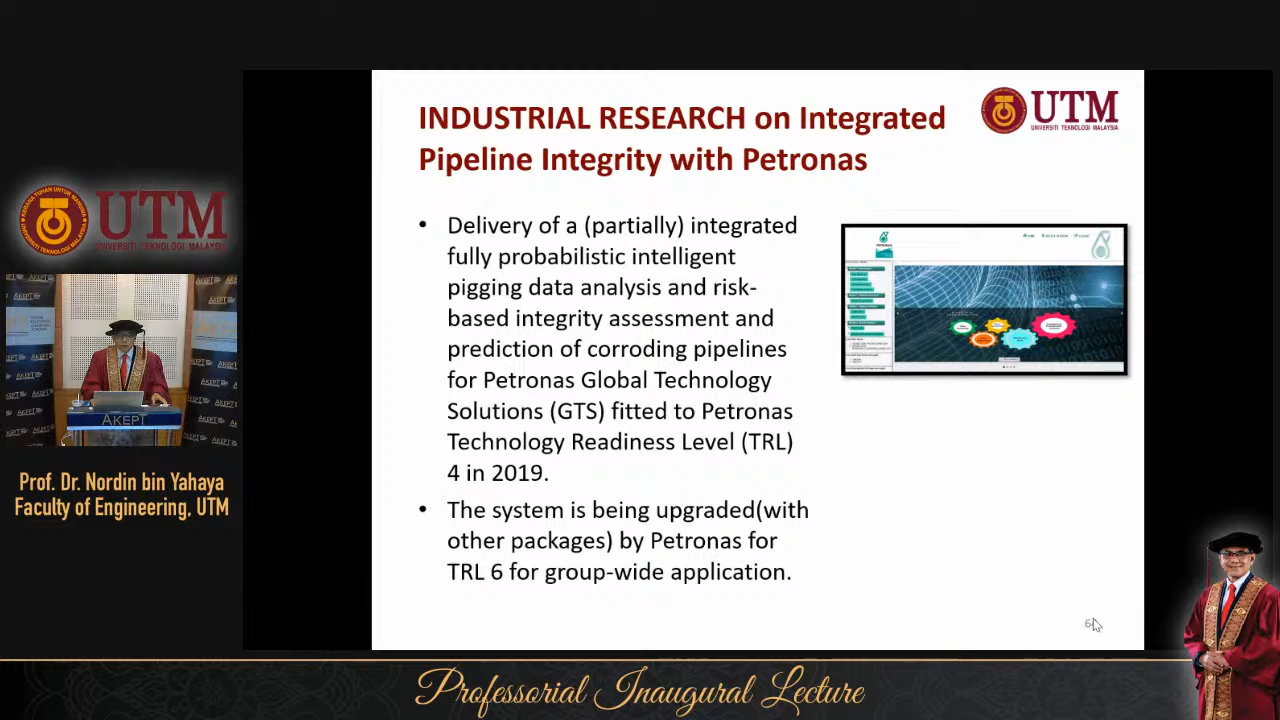 INDUSTRIAL RESEARCH on Integrated
Pipeline Integrity with Petronas
UTM
UNIVERSITI TEKNOLOGI MALAYSIA
• Delivery of a (partially) integrated
fully probabilistic intelligent
pigging data analysis and risk-
based integrity assessment and
prediction of corroding pipelines
for Petronas Global Technology
Solutions (GTS) fitted to Petronas
Technology Readiness Level (TRL)
4 in 2019.
• The system is being upgraded(with
other packages) by Petronas for
TRL 6 for group-wide application.
UTM
UNIVERSITI TEKNOLOGI MALAYSIA
AKEPT
AKEPT
Prof. Dr. Nordin bin Yahaya
Faculty of Engineering, UTM
Professorial Inaugural Lecture